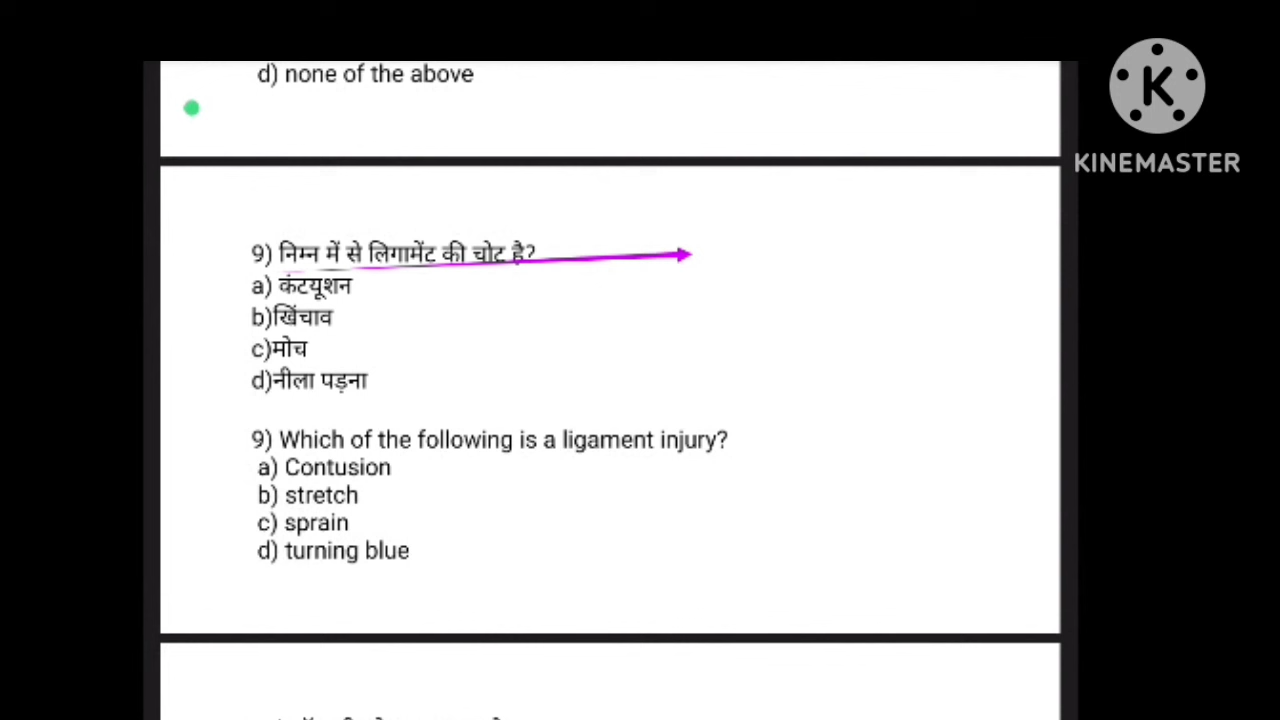 d) none of the above
K
KINEMASTER
9) निम्न में से लिगामेंट की चोट है?
a) कंटयूशन
b)खिंचाव
c)मोच
d)नीला पड़ना
9) Which of the following is a ligament injury?
a) Contusion
b) stretch
c) sprain
d) turning blue